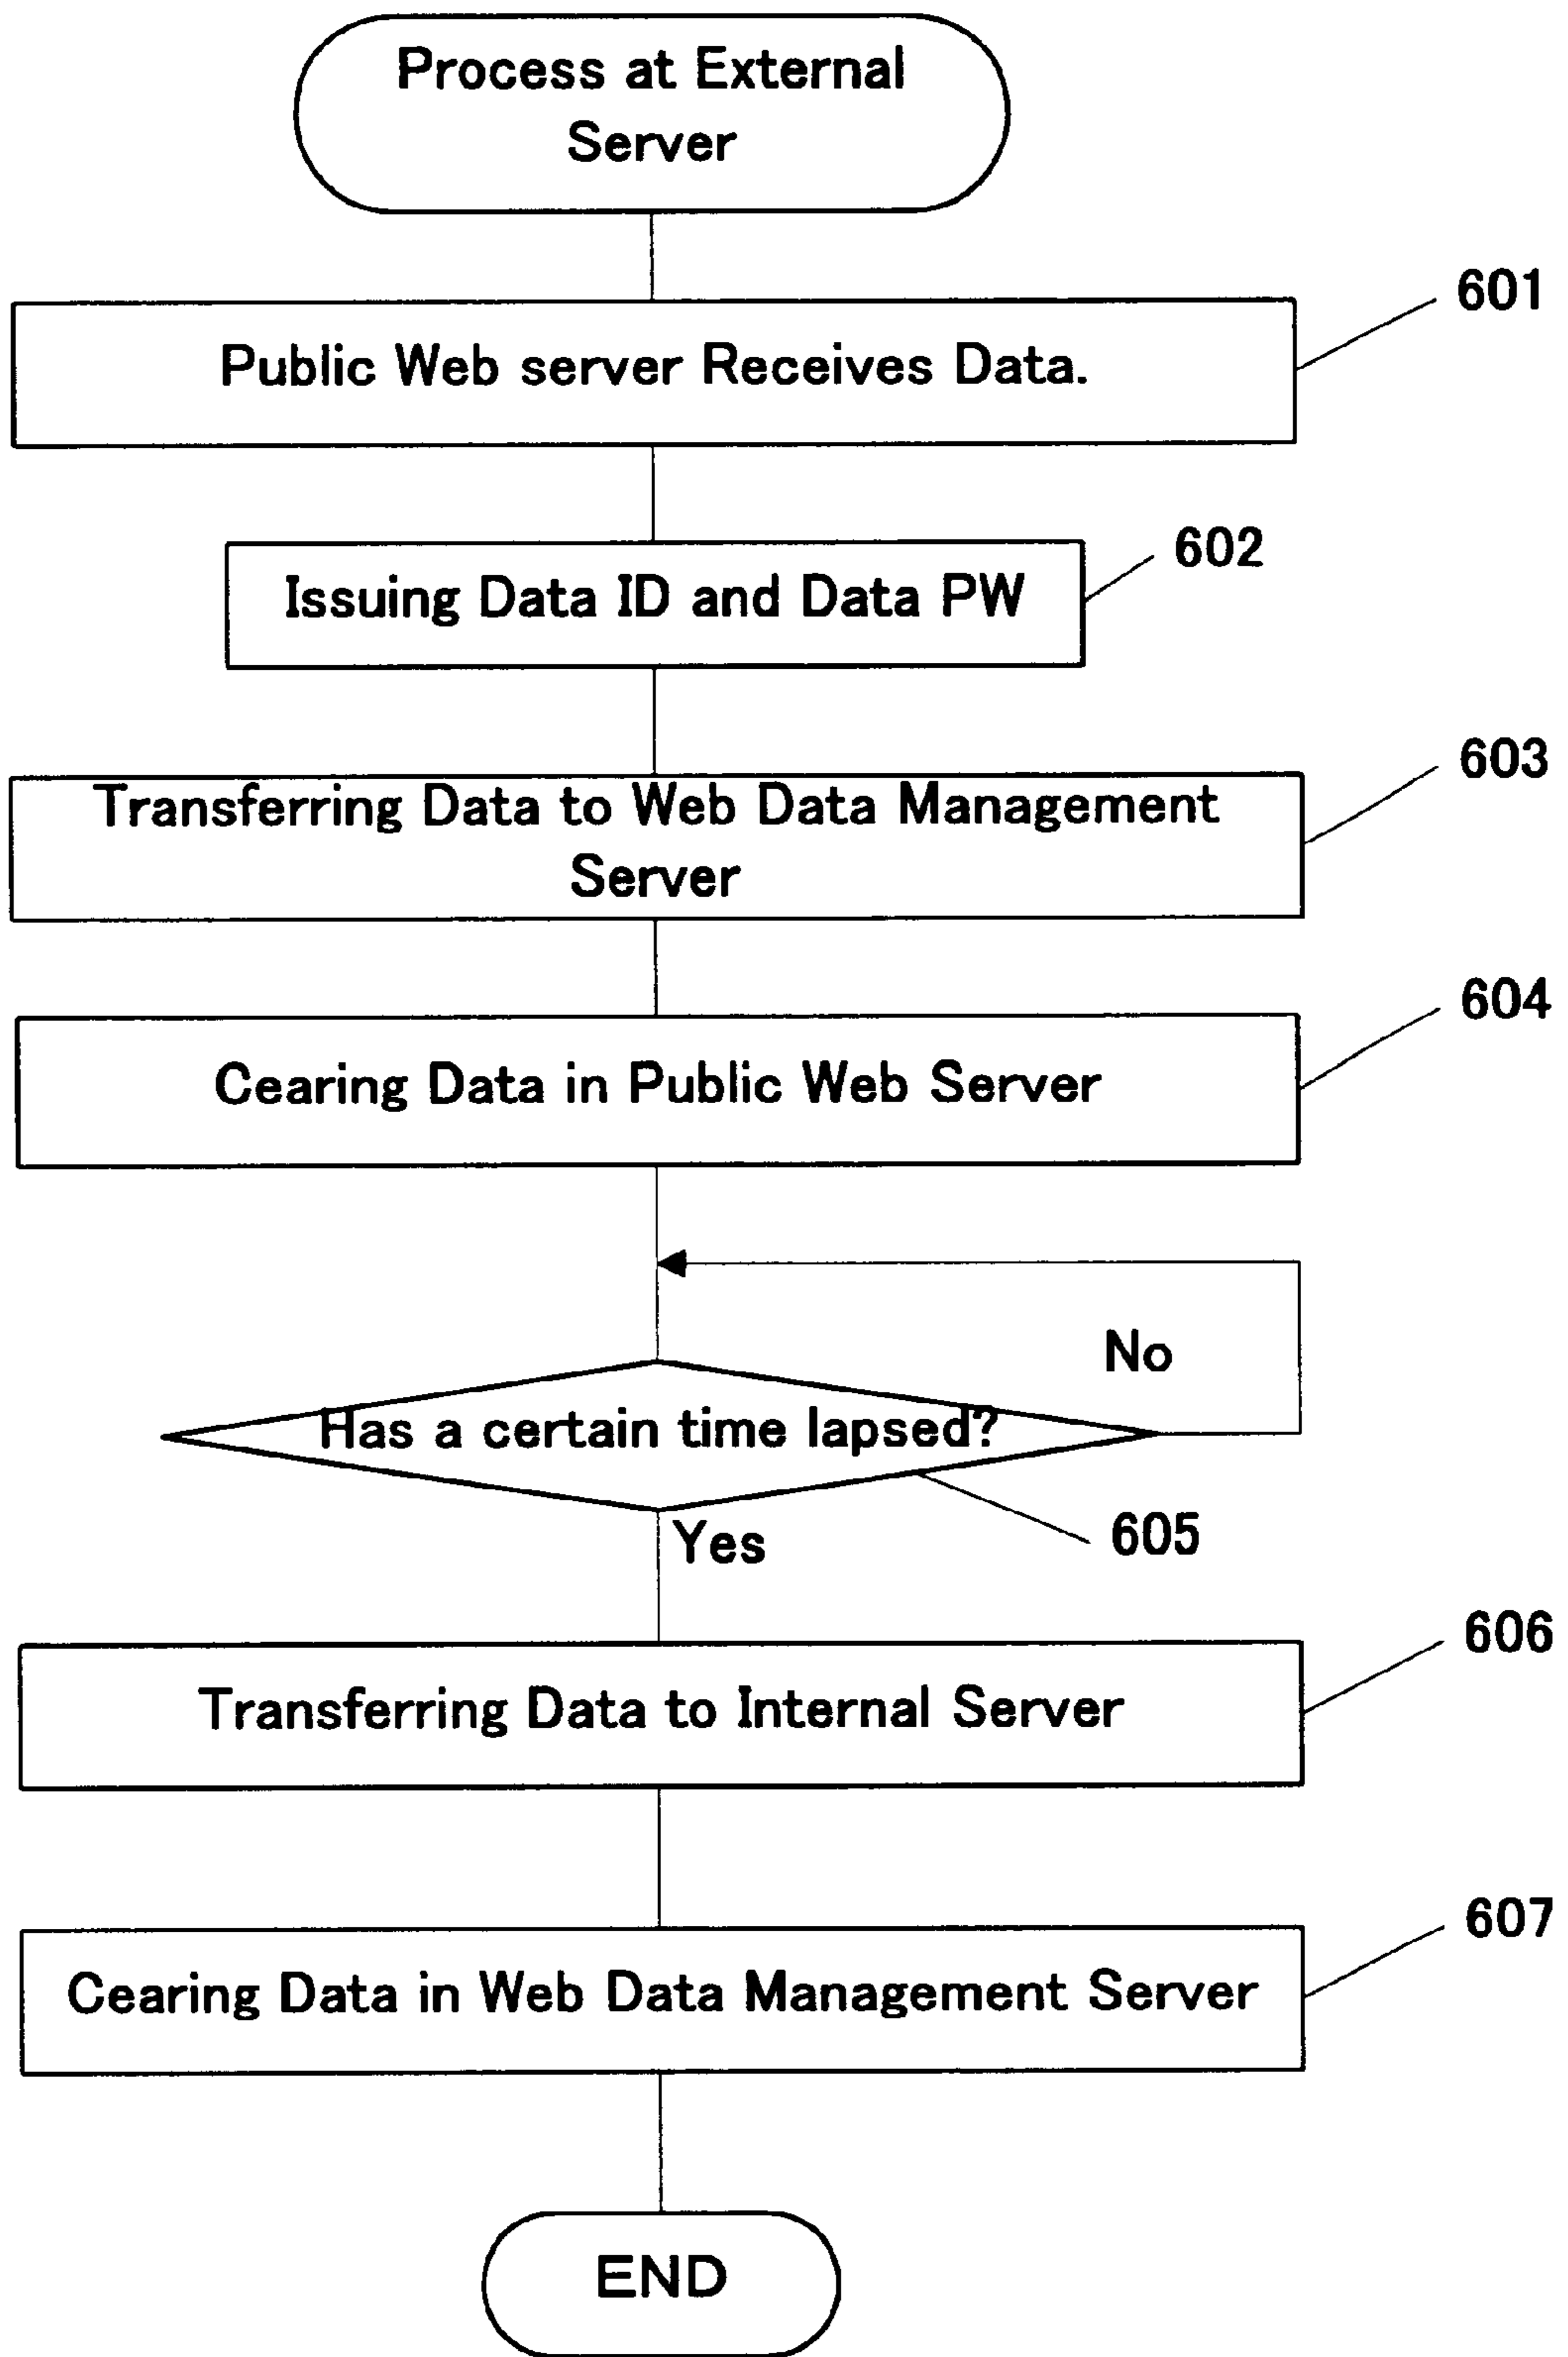 Process at External
Server
601
Public Web server Receives Data.
602
Issuing Data ID and Data PW
603
Transferring Data to Web Data Management
Server
604
Cearing Data in Public Web Server
No
Has a certain time lapsed?
Yes
605
606
Transferring Data to Internal Server
607
Cearing Data in Web Data Management Server
END